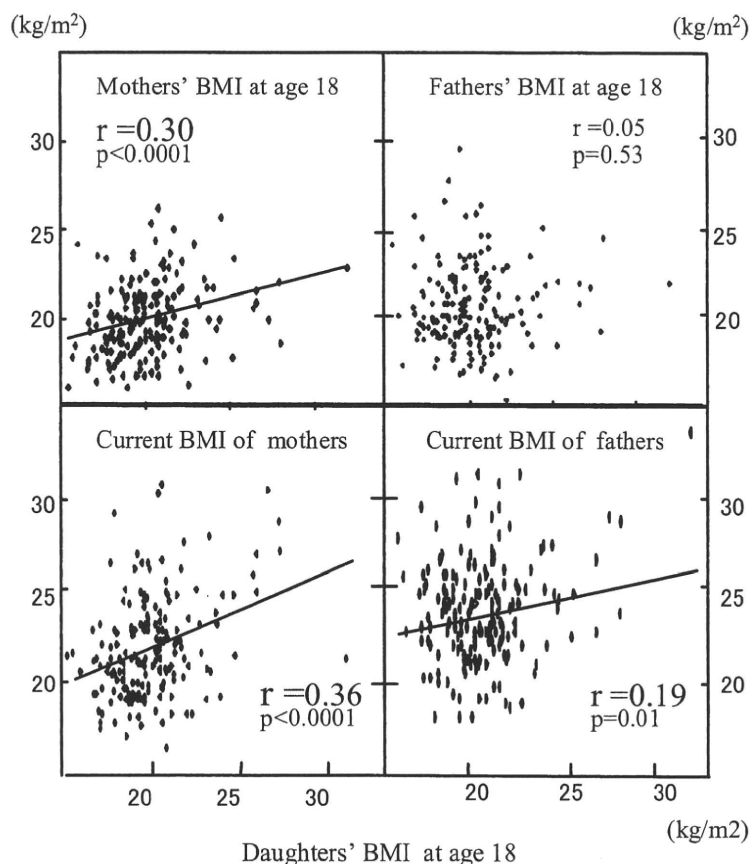 (kg/m²) (kg/m²)
Mothers' BMI at age 18
r =0.30
p<0.0001
Fathers' BMI at age 18
r =0.05
p=0.53
30
25
20
30
25
20
Current BMI of mothers
r =0.36
p<0.0001
Current BMI of fathers
r =0.19
p=0.01
30
25
20
30
25
20
20 25 30
20 25 30
(kg/m2)
Daughters' BMI at age 18